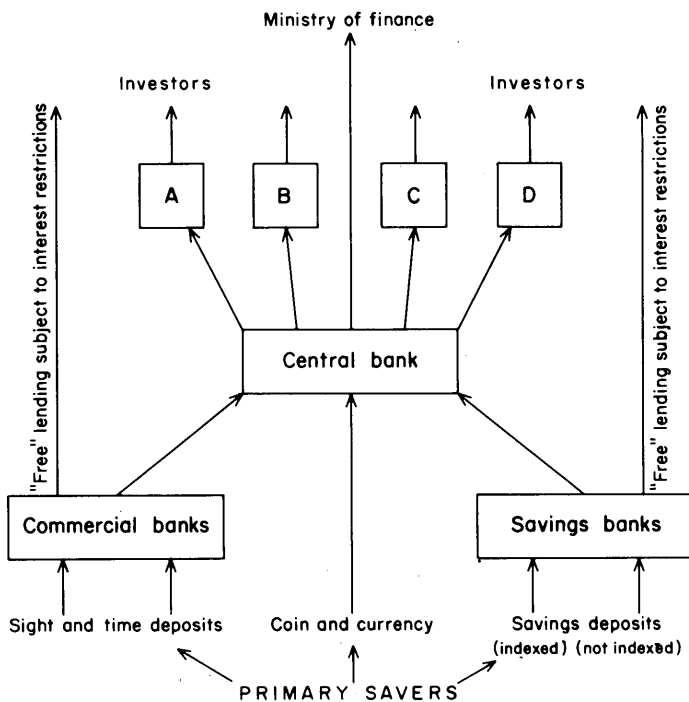 Ministry of finance
Investors
Investors
"Free" lending subject to interest restrictions
A
B
C
D
"Free" lending subject to interest restrictions
Central bank
Commercial banks
Savings banks
Sight and time deposits
Coin and currency
Savings deposits
(indexed) (not indexed)
PRIMARY SAVERS